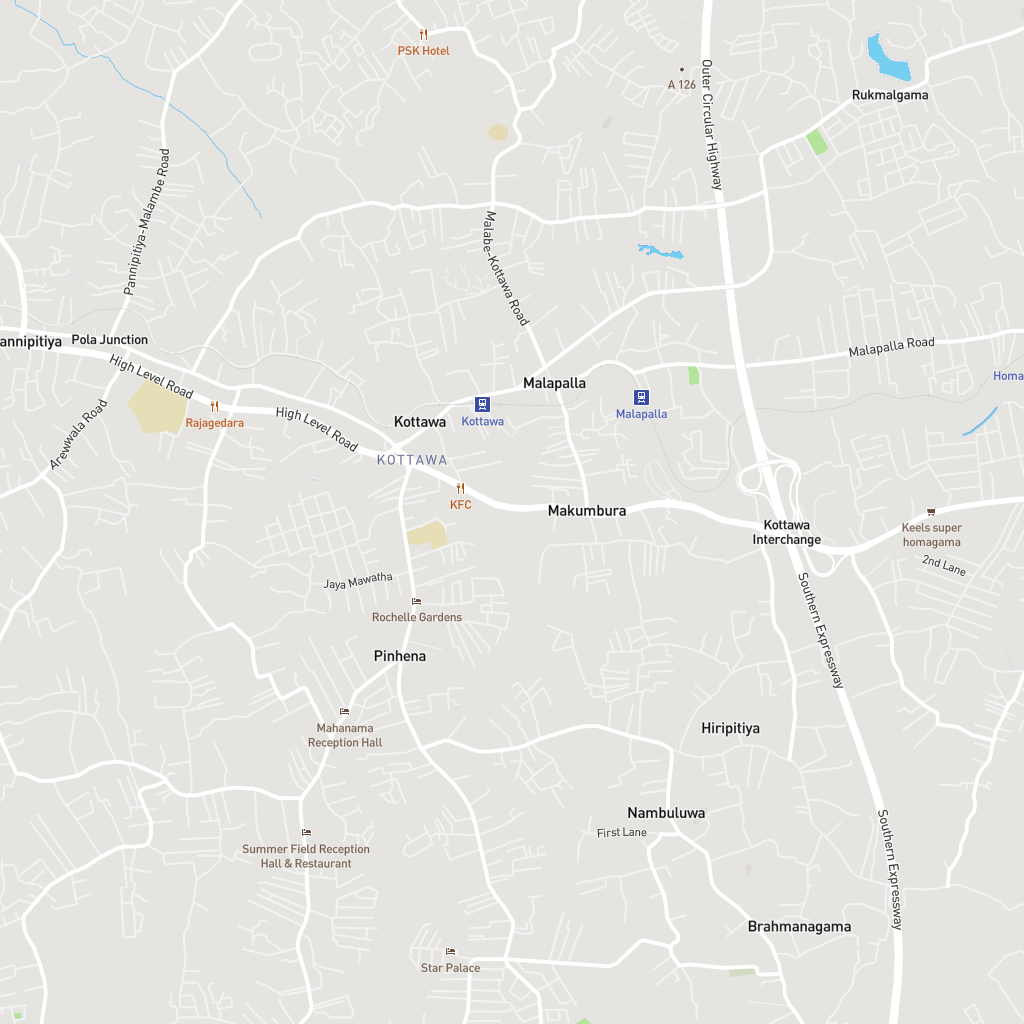 PSK Hotel
A 126
Outer Circular Highway
Rukmalgama
Pannipitiya-Malambe Road
Malabe-Kottawa Road
annipitiya
Pola Junction
High Level Road
Malapalla Road
Homa
Malapalla
Arewwala Road
Rajagedara
High Level Road
Kottawa
Kottawa
Malapalla
KOTTAWA
KFC
Makumbura
Kottawa
Interchange
Keels super
homagama
2nd Lane
Jaya Mawatha
Rochelle Gardens
Southern Expressway
Pinhena
Mahanama
Reception Hall
Hiripitiya
Nambuluwa
First Lane
Summer Field Reception
Hall & Restaurant
Southern Expressway
Brahmanagama
Star Palace